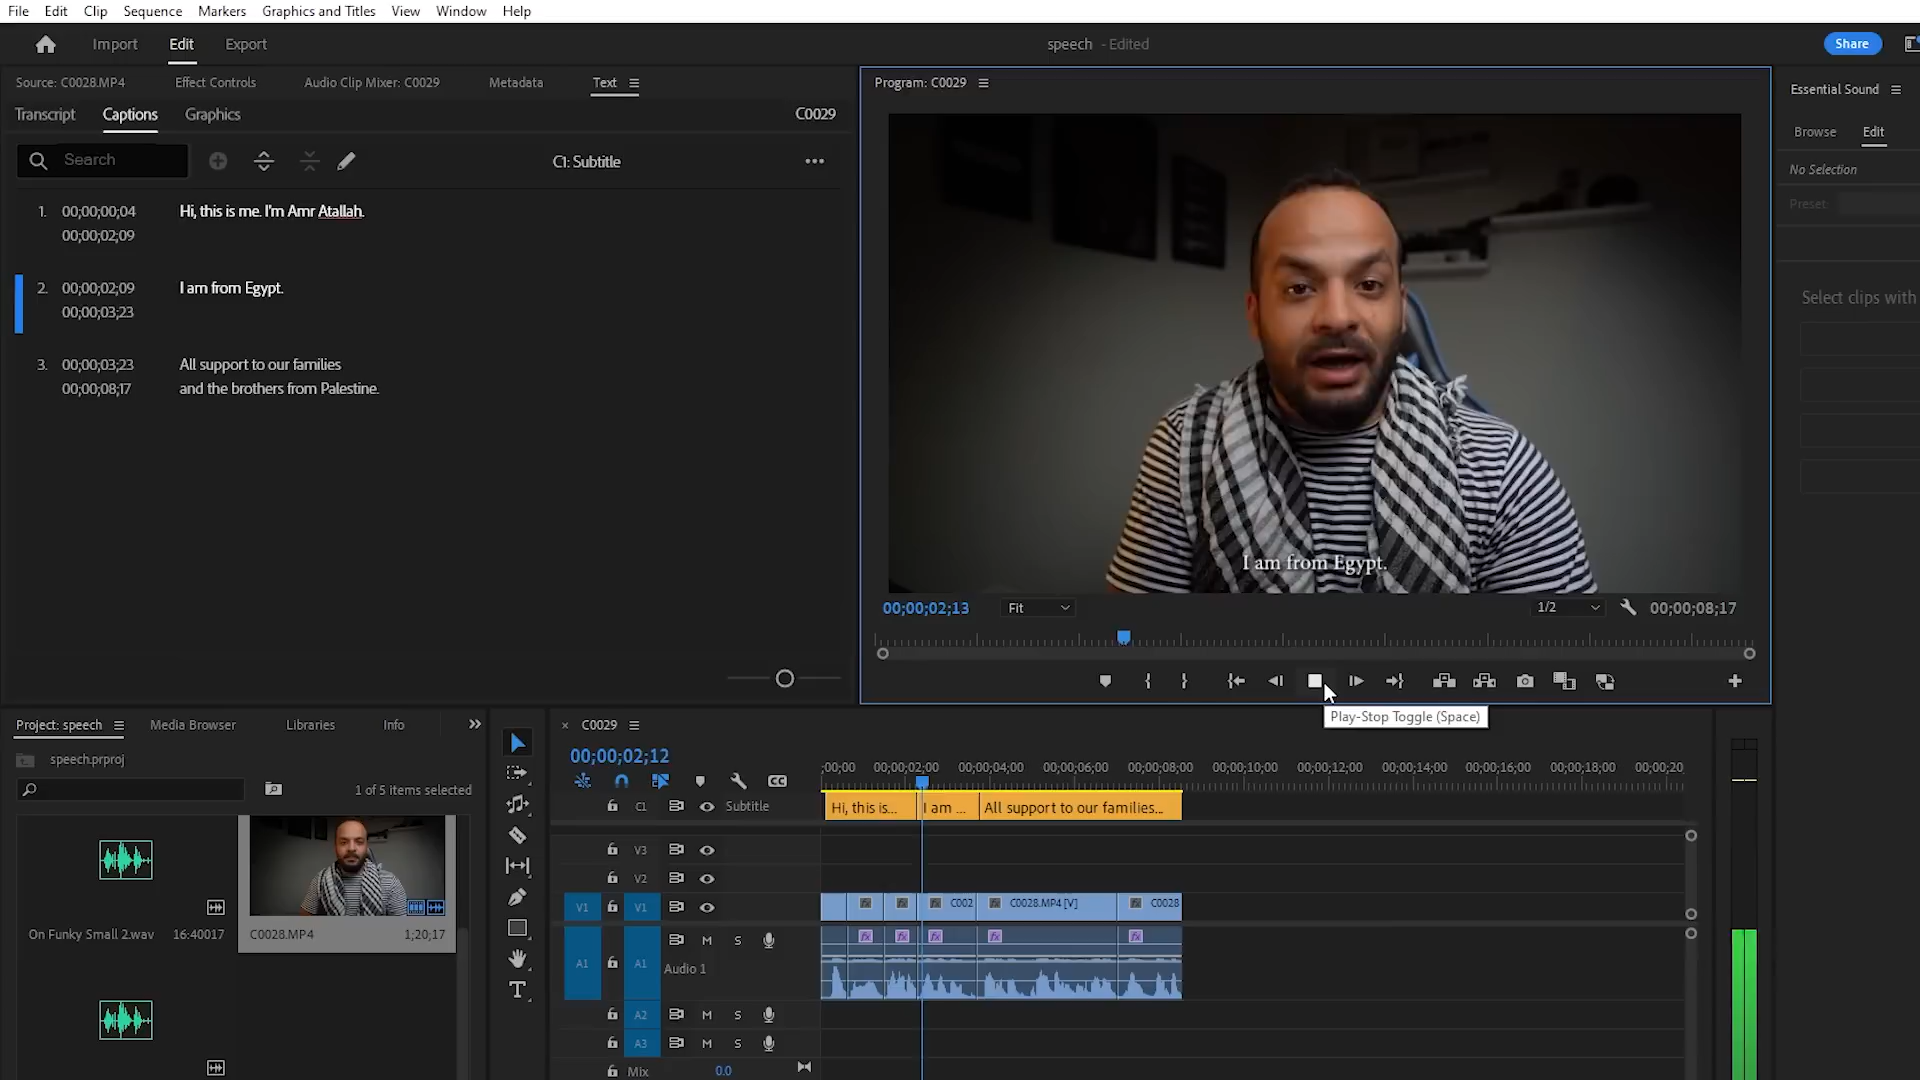 File Edit Clip Sequence Markers Graphics and Titles View Window Help
Import Edit Export
speech - Edited
Share
Source: C0028.MP4 Effect Controls Audio Clip Mixer: C0029 Metadata Text
Transcript Captions Graphics C0029
Search
C1: Subtitle
1. 00;00;00;04 Hi, this is me. I'm Amr Atallah.
00;00;02;09
2. 00;00;02;09 I am from Egypt.
00;00;03;23
3. 00;00;03;23 All support to our families
00;00;08;17 and the brothers from Palestine.
Program: C0029
I am from Egypt.
00;00;02;13 Fit 1/2 00;00;08;17
Play-Stop Toggle (Space)
Essential Sound
Browse Edit
No Selection
Preset:
Select clips with
Project: speech Media Browser Libraries Info
speech.prproj
1 of 5 items selected
On Funky Small 2.wav 16:40017
C0028.MP4 1;20;17
C0029
00;00;02;12
;00;00 00;00;02;00 00;00;04;00 00;00;06;00 00;00;08;00 00;00;10;00 00;00;12;00 00;00;14;00 00;00;16;00 00;00;18;00 00;00;20
C1 Subtitle Hi, this is... I am ... All support to our families...
V3
V2
V1 V1 fx fx fx C002 fx C0028.MP4 [V] fx C0028
A1 A1 M S fx fx fx fx fx
Audio 1
A2 M S
A3 M S
Mix 0.0